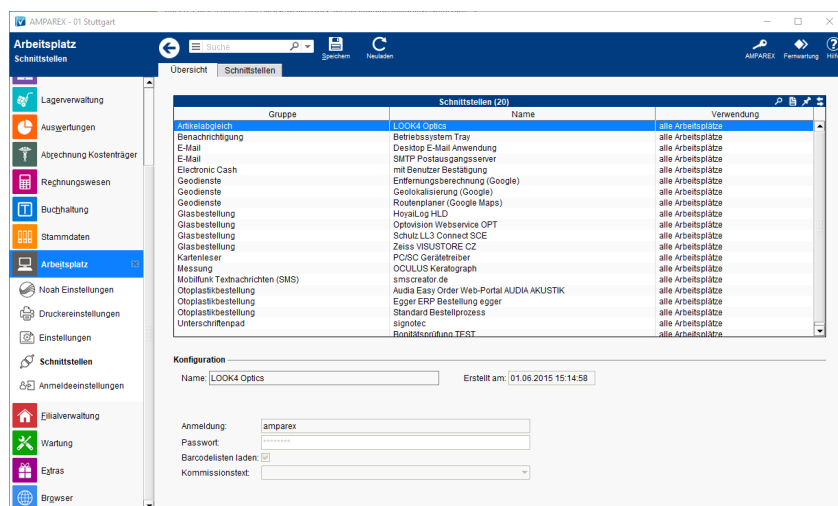 AMPAREX - 01 Stuttgart
Arbeitsplatz
Schnittstellen
Suche
Speichern
Neuladen
AMPAREX
Fernwartung
Hilfe
Übersicht
Schnittstellen
Lagerverwaltung
Auswertungen
Abrechnung Kostenträger
Rechnungswesen
Buchhaltung
Stammdaten
Arbeitsplatz
Noah Einstellungen
Druckereinstellungen
Einstellungen
Schnittstellen
Anmeldeeinstellungen
Filialverwaltung
Wartung
Extras
Browser
Schnittstellen (20)
Gruppe Name Verwendung
Artikelabgleich LOOK4 Optics alle Arbeitsplätze
Benachrichtigung Betriebssystem Tray alle Arbeitsplätze
E-Mail Desktop E-Mail Anwendung alle Arbeitsplätze
E-Mail SMTP Postausgangsserver alle Arbeitsplätze
Electronic Cash mit Benutzer Bestätigung alle Arbeitsplätze
Geodienste Entfernungsberechnung (Google) alle Arbeitsplätze
Geodienste Geolokalisierung (Google) alle Arbeitsplätze
Geodienste Routenplaner (Google Maps) alle Arbeitsplätze
Glasbestellung HoyaiLog HLD alle Arbeitsplätze
Glasbestellung Optovision Webservice OPT alle Arbeitsplätze
Glasbestellung Schulz LL3 Connect SCE alle Arbeitsplätze
Glasbestellung Zeiss VISUSTORE CZ alle Arbeitsplätze
Kartenleser PC/SC Gerätetreiber alle Arbeitsplätze
Messung OCULUS Keratograph alle Arbeitsplätze
Mobilfunk Textnachrichten (SMS) smscreator.de alle Arbeitsplätze
Otoplastikbestellung Audia Easy Order Web-Portal AUDIA AKUSTIK alle Arbeitsplätze
Otoplastikbestellung Egger ERP Bestellung egger alle Arbeitsplätze
Otoplastikbestellung Standard Bestellprozess alle Arbeitsplätze
Unterschriftenpad signotec alle Arbeitsplätze
Bonitätsprüfung TEST alle Arbeitsplätze
Konfiguration
Name: LOOK4 Optics Erstellt am: 01.06.2015 15:14:58
Anmeldung: amparex
Passwort: ********
Barcodelisten laden:
Kommissionstext: